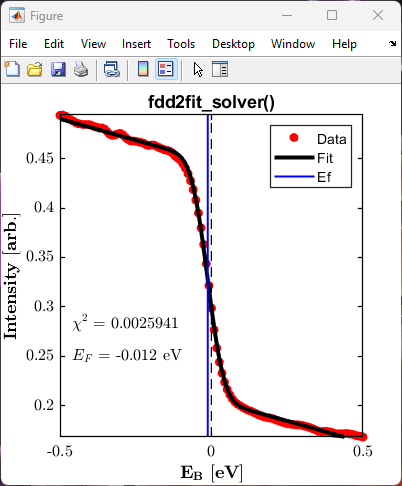 Figure
File Edit View Insert Tools Desktop Window Help
fdd2fit_solver()
Data
Fit
Ef
0.45
0.4
0.35
0.3
0.25
0.2
Intensity [arb.]
χ² = 0.0025941
E_F = -0.012 eV
-0.5 0 0.5
E_B [eV]